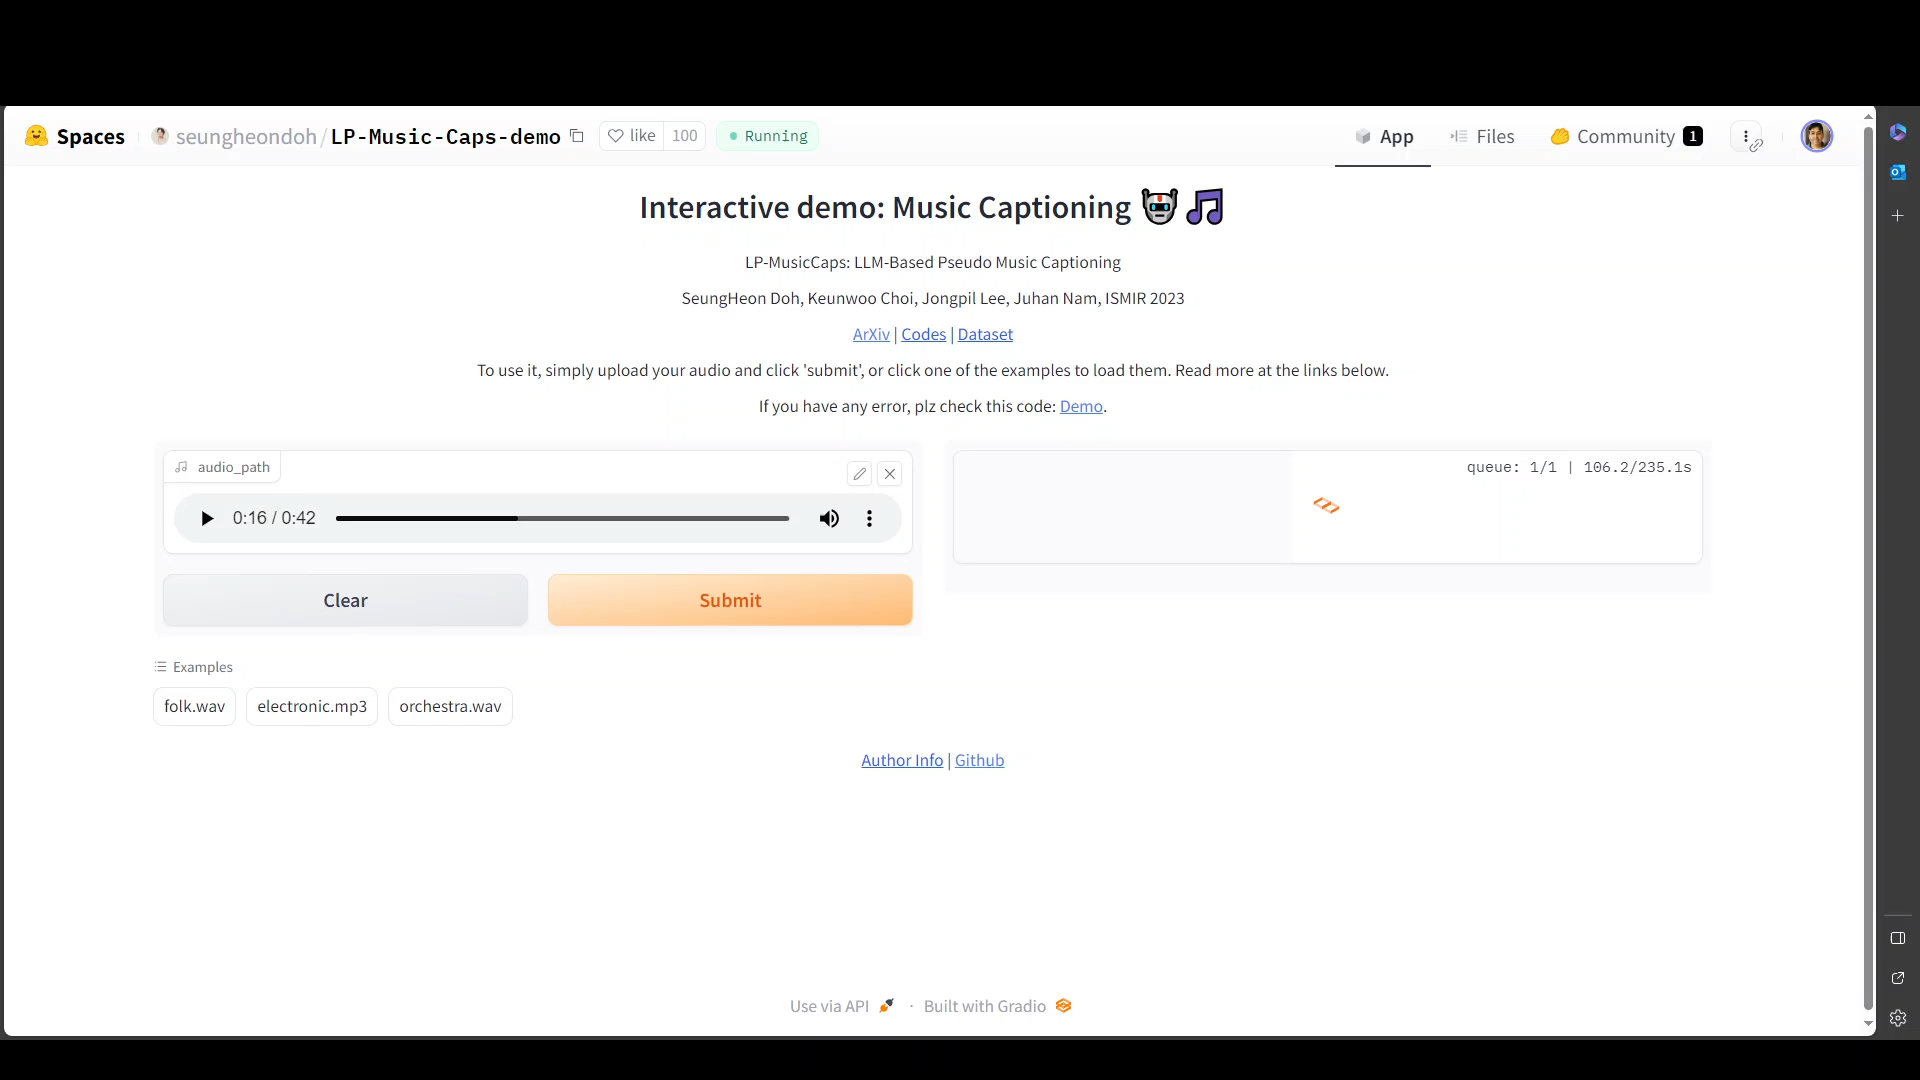 Spaces seungheondoh/LP-Music-Caps-demo like 100 Running App Files Community 1
Interactive demo: Music Captioning
LP-MusicCaps: LLM-Based Pseudo Music Captioning
SeungHeon Doh, Keunwoo Choi, Jongpil Lee, Juhan Nam, ISMIR 2023
ArXiv | Codes | Dataset
To use it, simply upload your audio and click 'submit', or click one of the examples to load them. Read more at the links below.
If you have any error, plz check this code: Demo.
audio_path
0:16 / 0:42
Clear Submit
queue: 1/1 | 106.2/235.1s
Examples
folk.wav electronic.mp3 orchestra.wav
Author Info | Github
Use via API · Built with Gradio